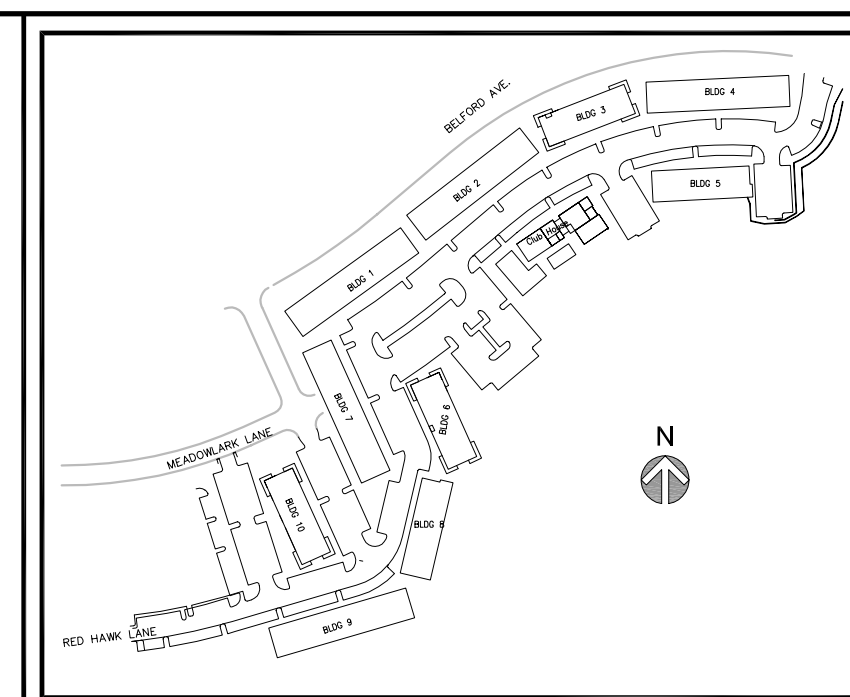 BELFORD AVE.
BLDG 4
BLDG 3
BLDG 2
BLDG 5
Club House
BLDG 1
BLDG 7
BLDG 6
MEADOWLARK LANE
N
BLDG 10
BLDG 8
RED HAWK LANE
BLDG 9